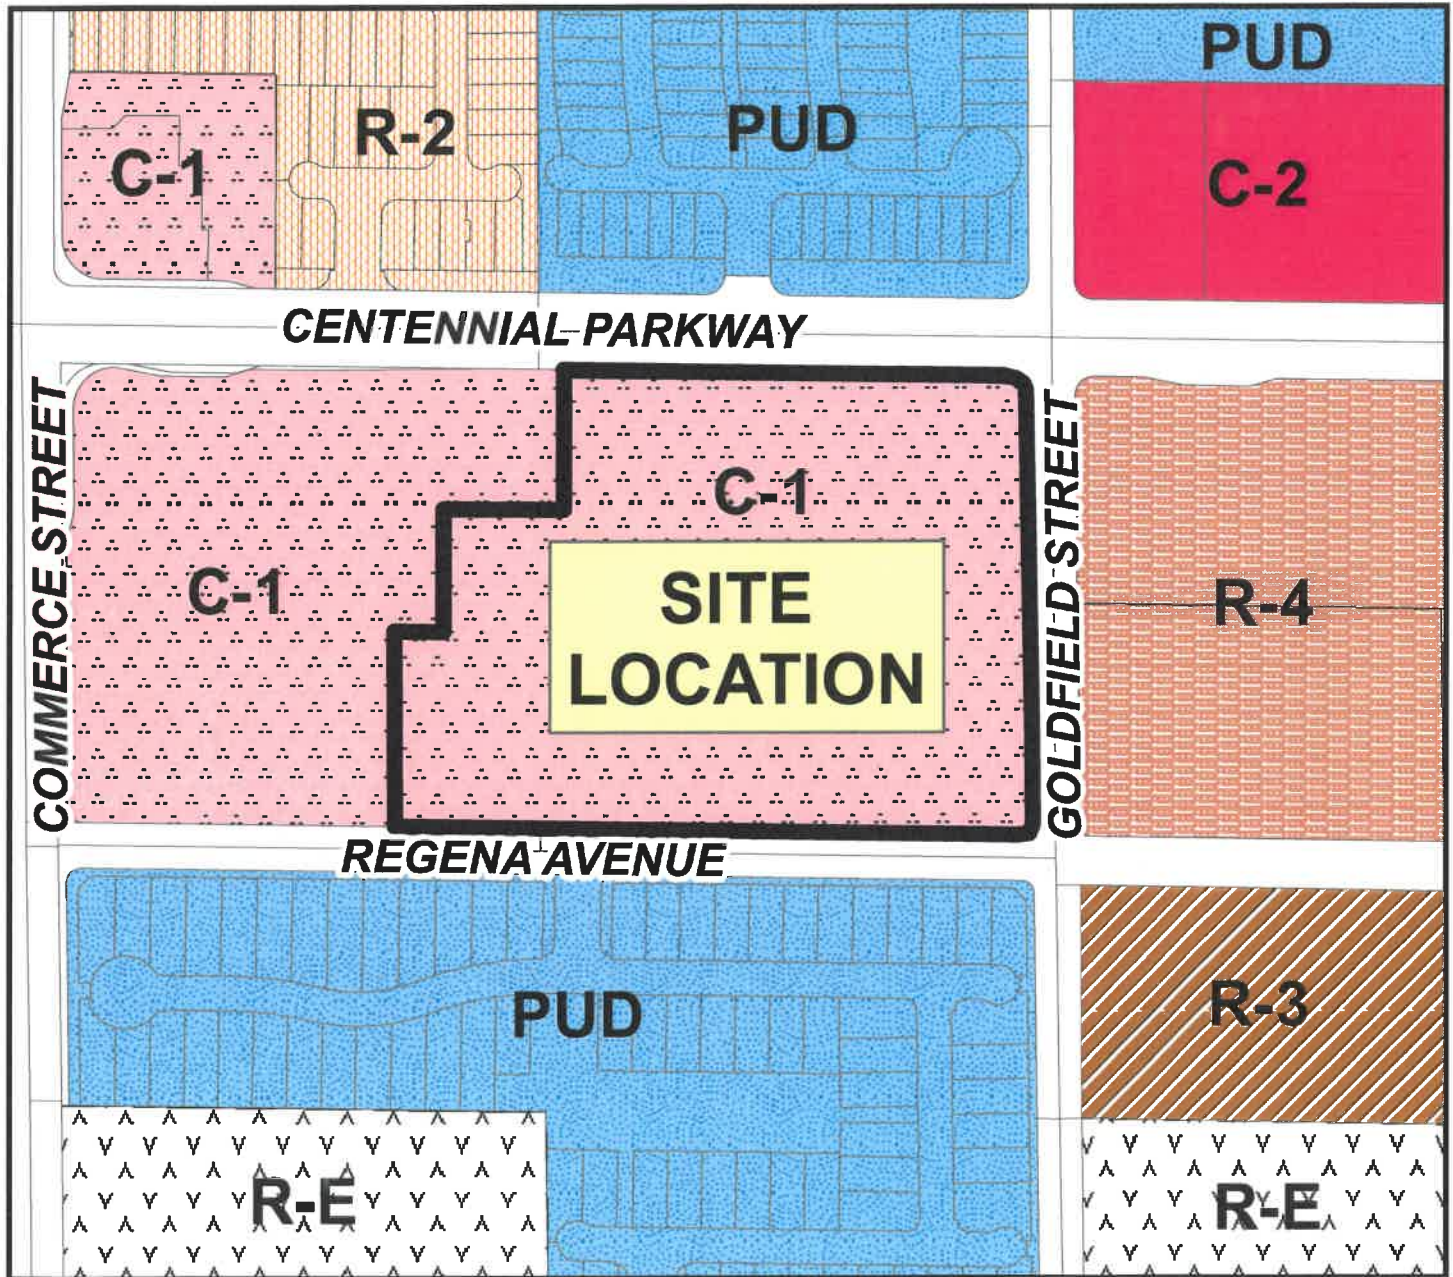 PUD
R-2
PUD
C-1
C-2
CENTENNIAL PARKWAY
COMMERCE STREET
GOLDFIELD STREET
C-1
C-1
SITE
LOCATION
R-4
REGENA AVENUE
PUD
R-3
R-E
R-E